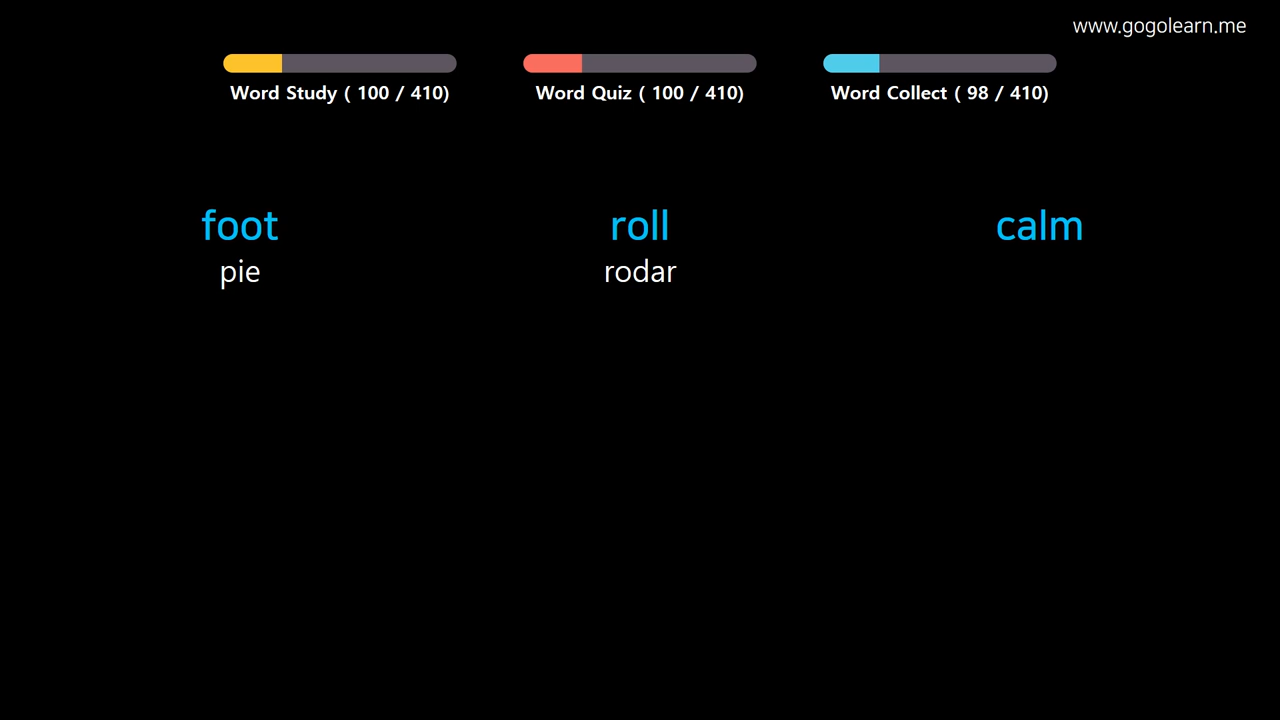 www.gogolearn.me
Word Study ( 100 / 410)
Word Quiz ( 100 / 410)
Word Collect ( 98 / 410)
foot
pie
roll
rodar
calm